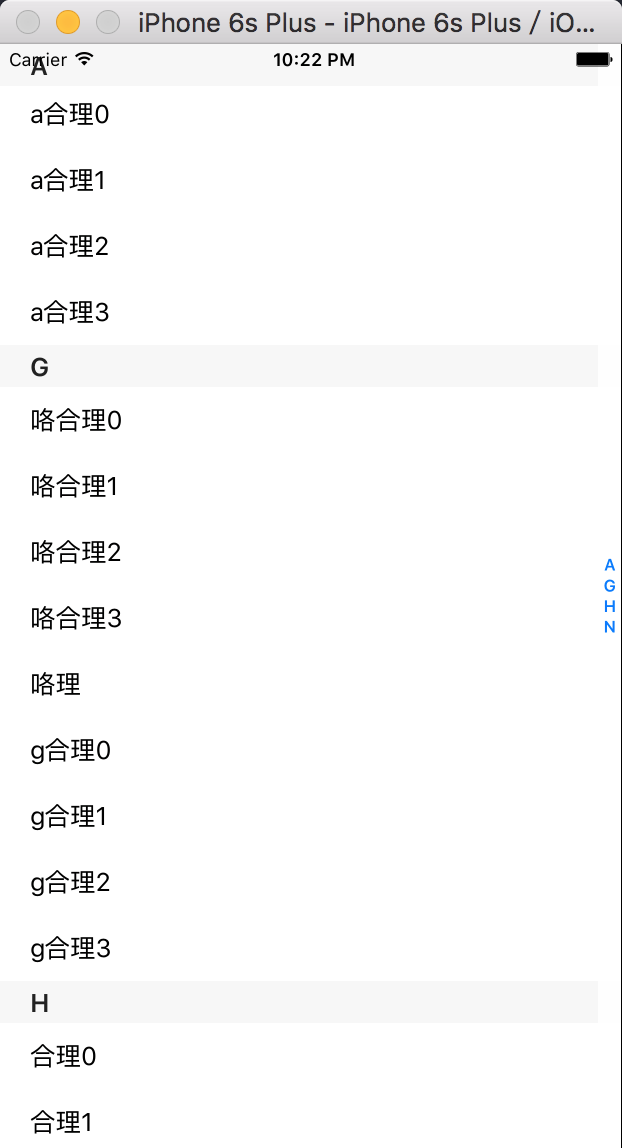 iPhone 6s Plus - iPhone 6s Plus / iO...
Carrier 10:22 PM
A
a合理0
a合理1
a合理2
a合理3
G
咯合理0
咯合理1
咯合理2
咯合理3
咯理
g合理0
g合理1
g合理2
g合理3
H
合理0
合理1
A
G
H
N